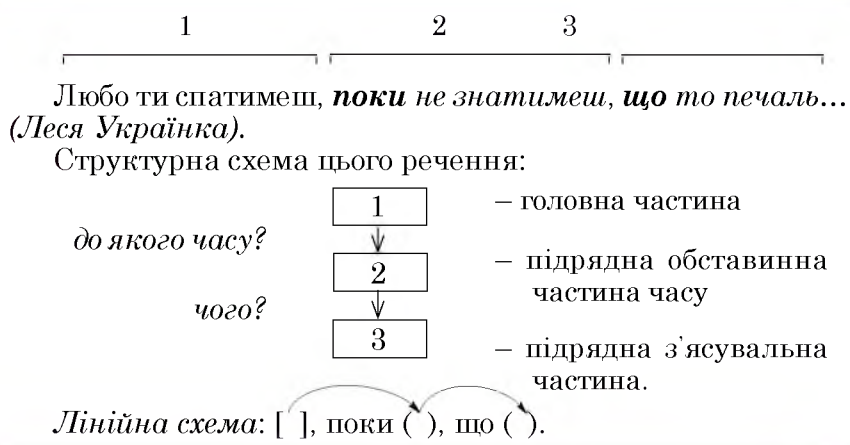 1 2 3
Любо ти спатимеш, поки не знатимеш, що то печаль...
(Леся Українка).
Структурна схема цього речення:
1 – головна частина
до якого часу?
2 – підрядна обставинна
частина часу
чого?
3 – підрядна з'ясувальна
частина.
Лінійна схема: [ ], поки ( ), що ( ).